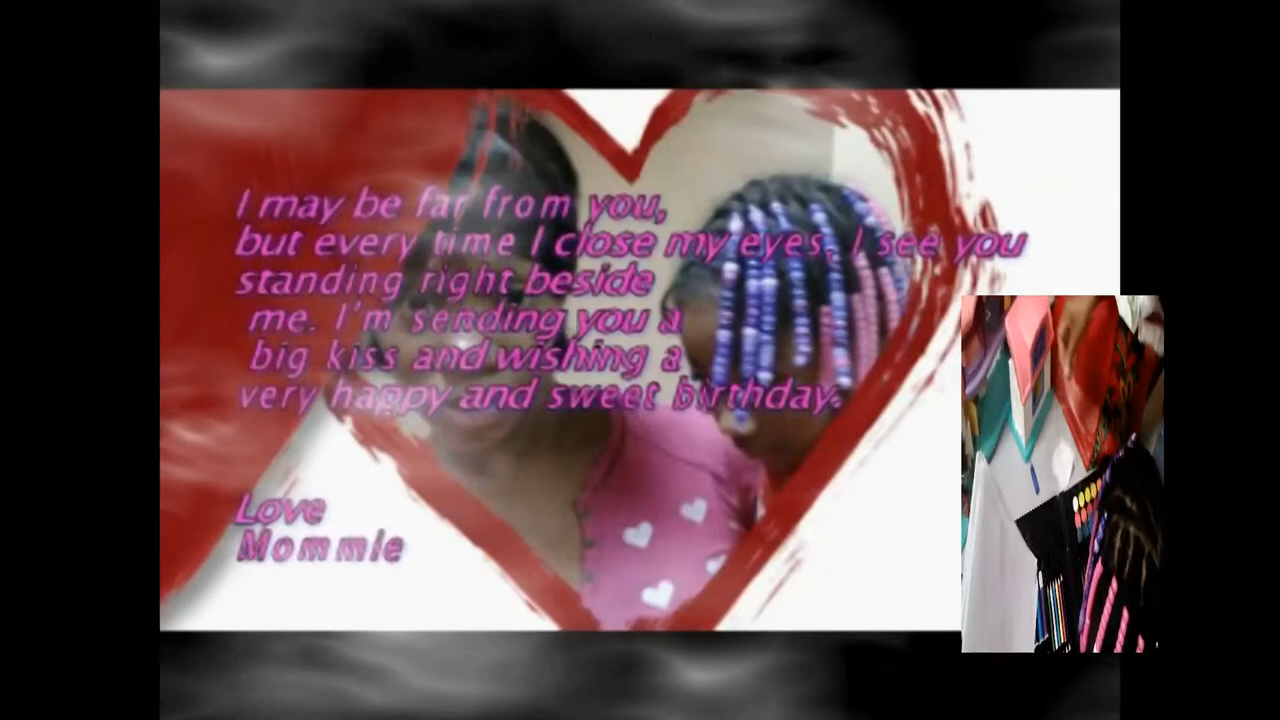 I may be far from you,
but every time I close my eyes, I see you
standing right beside
me. I'm sending you a
big kiss and wishing a
very happy and sweet birthday.
Love
Mommie